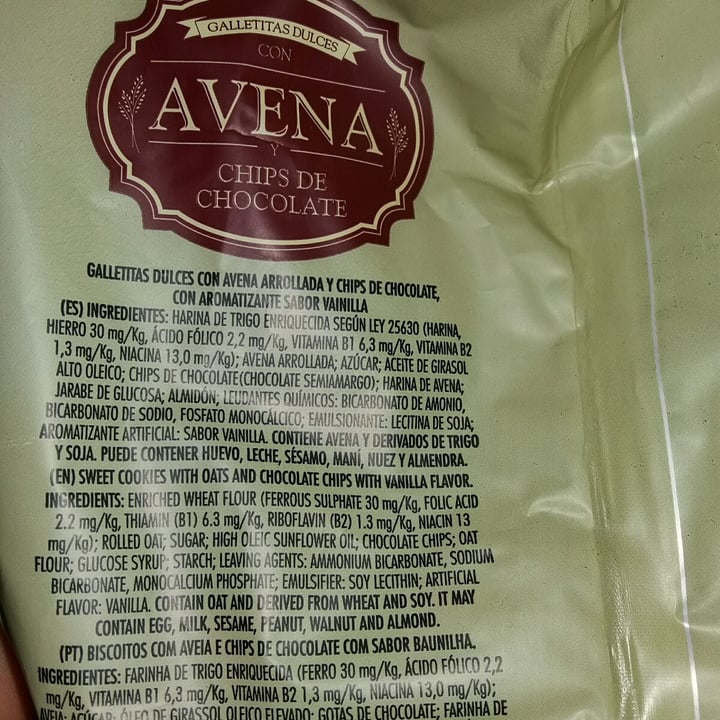 GALLETITAS DULCES
CON
AVENA
Y
CHIPS DE
CHOCOLATE
GALLETITAS DULCES CON AVENA ARROLLADA Y CHIPS DE CHOCOLATE,
CON AROMATIZANTE SABOR VAINILLA
(ES) INGREDIENTES: HARINA DE TRIGO ENRIQUECIDA SEGÚN LEY 25630 (HARINA,
HIERRO 30 mg/Kg, ÁCIDO FÓLICO 2,2 mg/Kg, VITAMINA B1 6,3 mg/Kg, VITAMINA B2
1,3 mg/Kg, NIACINA 13,0 mg/Kg); AVENA ARROLLADA; AZÚCAR; ACEITE DE GIRASOL
ALTO OLEICO; CHIPS DE CHOCOLATE(CHOCOLATE SEMIAMARGO); HARINA DE AVENA;
JARABE DE GLUCOSA; ALMIDÓN; LEUDANTES QUÍMICOS: BICARBONATO DE AMONIO,
BICARBONATO DE SODIO, FOSFATO MONOCÁLCICO; EMULSIONANTE: LECITINA DE SOJA;
AROMATIZANTE ARTIFICIAL: SABOR VAINILLA. CONTIENE AVENA Y DERIVADOS DE TRIGO
Y SOJA. PUEDE CONTENER HUEVO, LECHE, SÉSAMO, MANÍ, NUEZ Y ALMENDRA.
(EN) SWEET COOKIES WITH OATS AND CHOCOLATE CHIPS WITH VANILLA FLAVOR.
INGREDIENTS: ENRICHED WHEAT FLOUR (FERROUS SULPHATE 30 mg/Kg, FOLIC ACID
2.2 mg/Kg, THIAMIN (B1) 6.3 mg/Kg, RIBOFLAVIN (B2) 1.3 mg/Kg, NIACIN 13
mg/Kg); ROLLED OAT; SUGAR; HIGH OLEIC SUNFLOWER OIL; CHOCOLATE CHIPS; OAT
FLOUR; GLUCOSE SYRUP; STARCH; LEAVING AGENTS: AMMONIUM BICARBONATE, SODIUM
BICARBONATE, MONOCALCIUM PHOSPHATE; EMULSIFIER: SOY LECITHIN; ARTIFICIAL
FLAVOR: VANILLA. CONTAIN OAT AND DERIVED FROM WHEAT AND SOY. IT MAY
CONTAIN EGG, MILK, SESAME, PEANUT, WALNUT AND ALMOND.
(PT) BISCOITOS COM AVEIA E CHIPS DE CHOCOLATE COM SABOR BAUNILHA.
INGREDIENTES: FARINHA DE TRIGO ENRIQUECIDA (FERRO 30 mg/Kg, ÁCIDO FÓLICO 2,2
mg/Kg, VITAMINA B1 6,3 mg/Kg, VITAMINA B2 1,3 mg/Kg, NIACINA 13,0 mg/Kg);
AVEIA; AÇÚCAR; ÓLEO DE GIRASSOL OLEICO ELEVADO; GOTAS DE CHOCOLATE; FARINHA DE